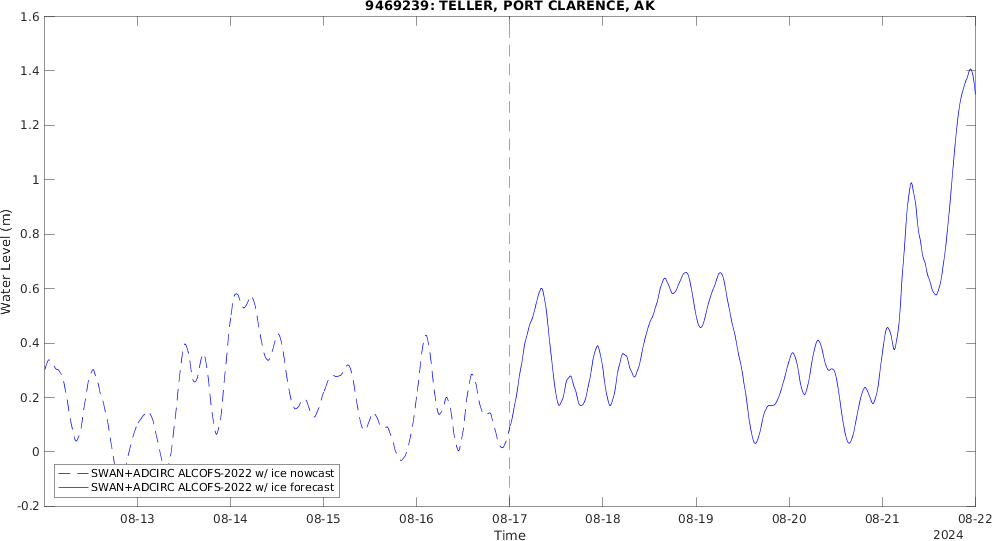 9469239: TELLER, PORT CLARENCE, AK
1.6
1.4
1.2
1
0.8
0.6
0.4
0.2
0
-0.2
Water Level (m)
SWAN+ADCIRC ALCOFS-2022 w/ ice nowcast
SWAN+ADCIRC ALCOFS-2022 w/ ice forecast
08-13 08-14 08-15 08-16 08-17 08-18 08-19 08-20 08-21 08-22
Time
2024